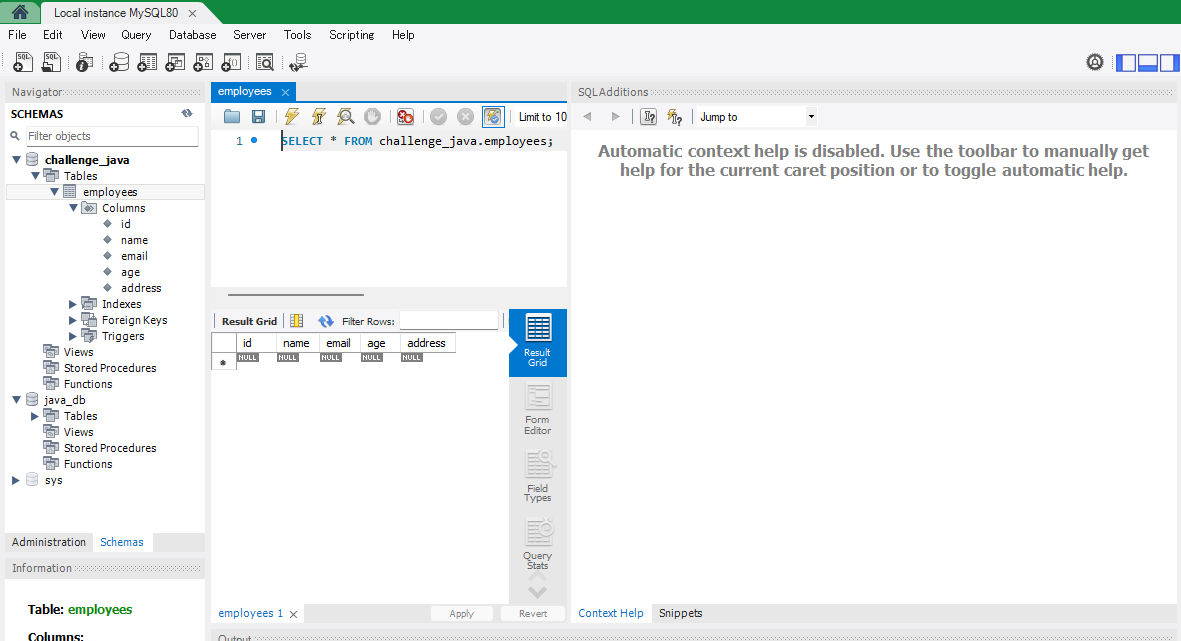 Local instance MySQL80
File Edit View Query Database Server Tools Scripting Help
Navigator
SCHEMAS
Filter objects
challenge_java
Tables
employees
Columns
id
name
email
age
address
Indexes
Foreign Keys
Triggers
Views
Stored Procedures
Functions
java_db
Tables
Views
Stored Procedures
Functions
sys
Administration Schemas
Information
Table: employees
Columns:
employees
Limit to 10
1 SELECT * FROM challenge_java.employees;
Result Grid Filter Rows:
id name email age address
NULL NULL NULL NULL NULL
Result
Grid
Form
Editor
Field
Types
Query
Stats
employees 1 Apply Revert
Output
SQLAdditions
Jump to
Automatic context help is disabled. Use the toolbar to manually get
help for the current caret position or to toggle automatic help.
Context Help Snippets